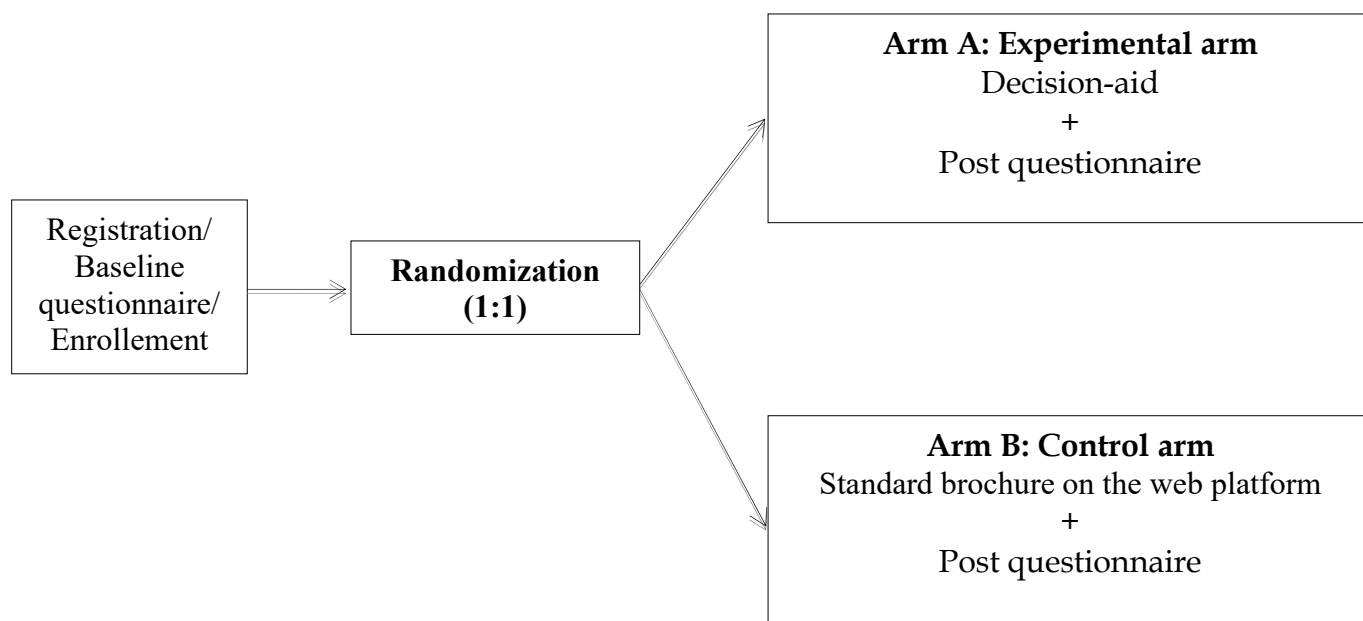 Registration/
Baseline
questionnaire/
Enrollement
Randomization
(1:1)
Arm A: Experimental arm
Decision-aid
+
Post questionnaire
Arm B: Control arm
Standard brochure on the web platform
+
Post questionnaire